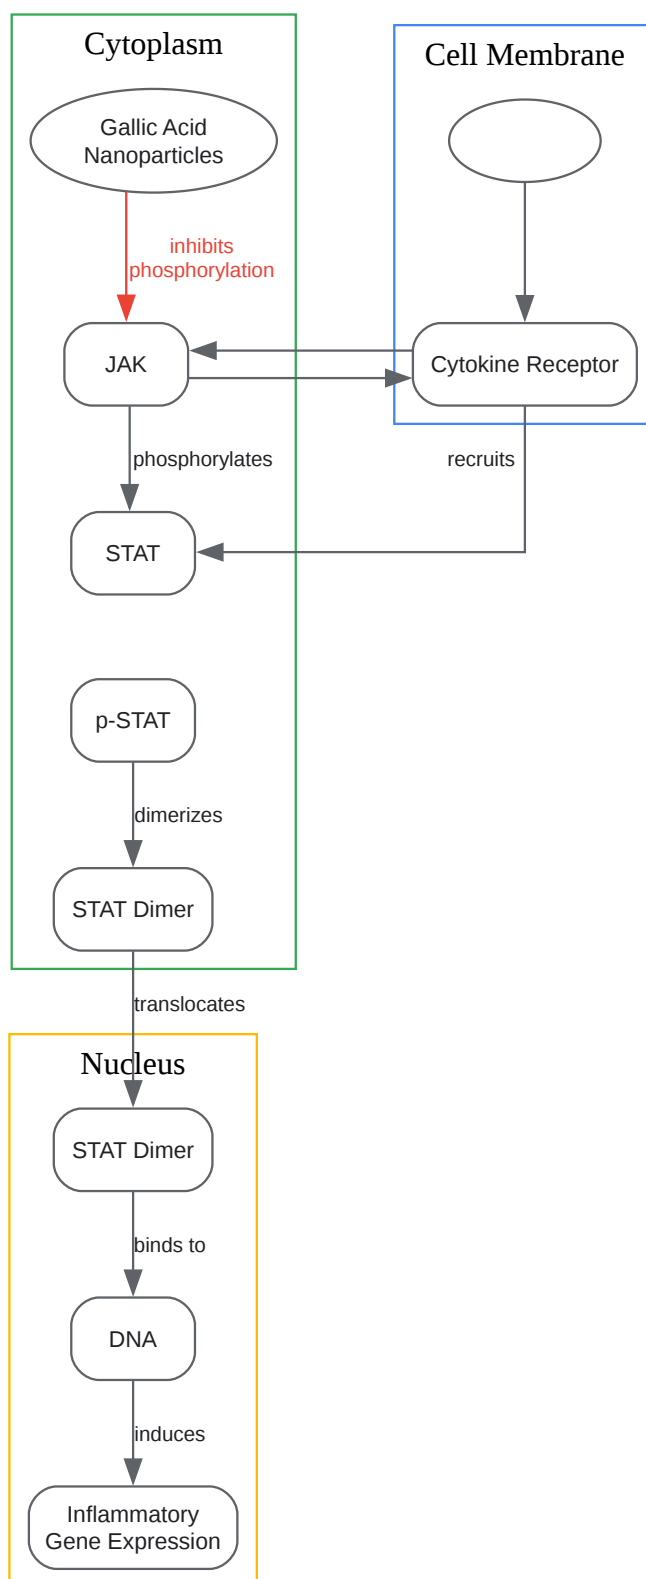 Cytoplasm
Cell Membrane
Gallic Acid
Nanoparticles
inhibits
phosphorylation
JAK
Cytokine Receptor
phosphorylates
recruits
STAT
p-STAT
dimerizes
STAT Dimer
translocates
Nucleus
STAT Dimer
binds to
DNA
induces
Inflammatory
Gene Expression